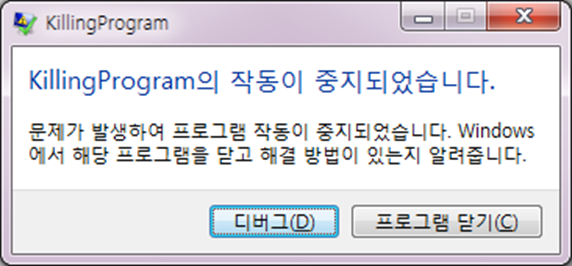 KillingProgram
KillingProgram의 작동이 중지되었습니다.
문제가 발생하여 프로그램 작동이 중지되었습니다. Windows
에서 해당 프로그램을 닫고 해결 방법이 있는지 알려줍니다.
디버그(D) 프로그램 닫기(C)